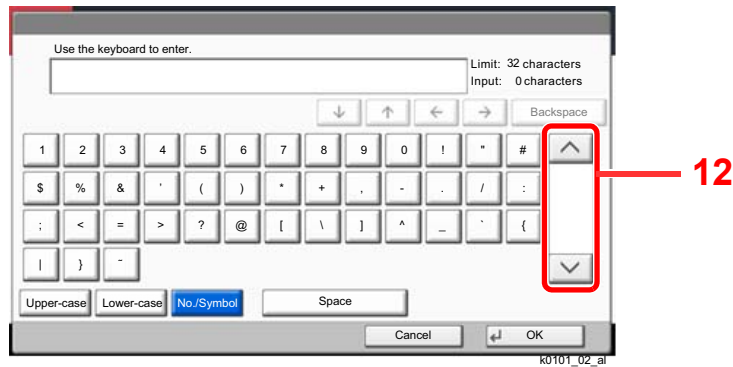 Use the keyboard to enter.
Limit: 32 characters
Input: 0 characters
↓ ↑ ← → Backspace
1 2 3 4 5 6 7 8 9 0 ! " #
$ % & ' ( ) * + , - . / :
; < = > ? @ [ \ ] ^ _ ` {
| } ~
Upper-case Lower-case No./Symbol Space
Cancel OK
12
k0101_02_al